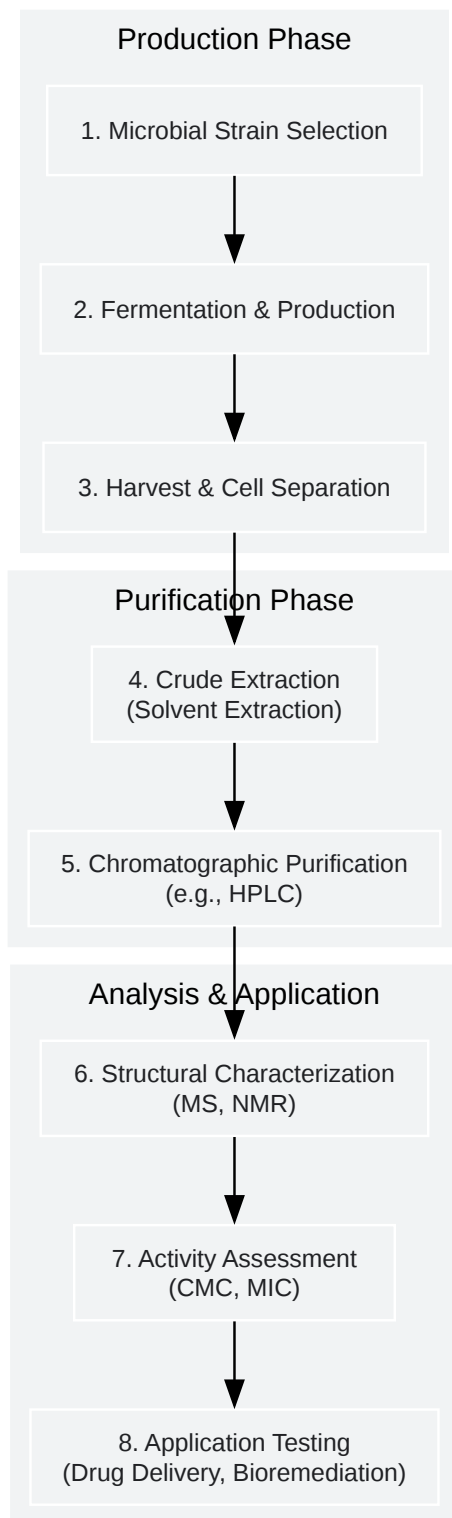 Production Phase
1. Microbial Strain Selection
2. Fermentation & Production
3. Harvest & Cell Separation
Purification Phase
4. Crude Extraction
(Solvent Extraction)
5. Chromatographic Purification
(e.g., HPLC)
Analysis & Application
6. Structural Characterization
(MS, NMR)
7. Activity Assessment
(CMC, MIC)
8. Application Testing
(Drug Delivery, Bioremediation)